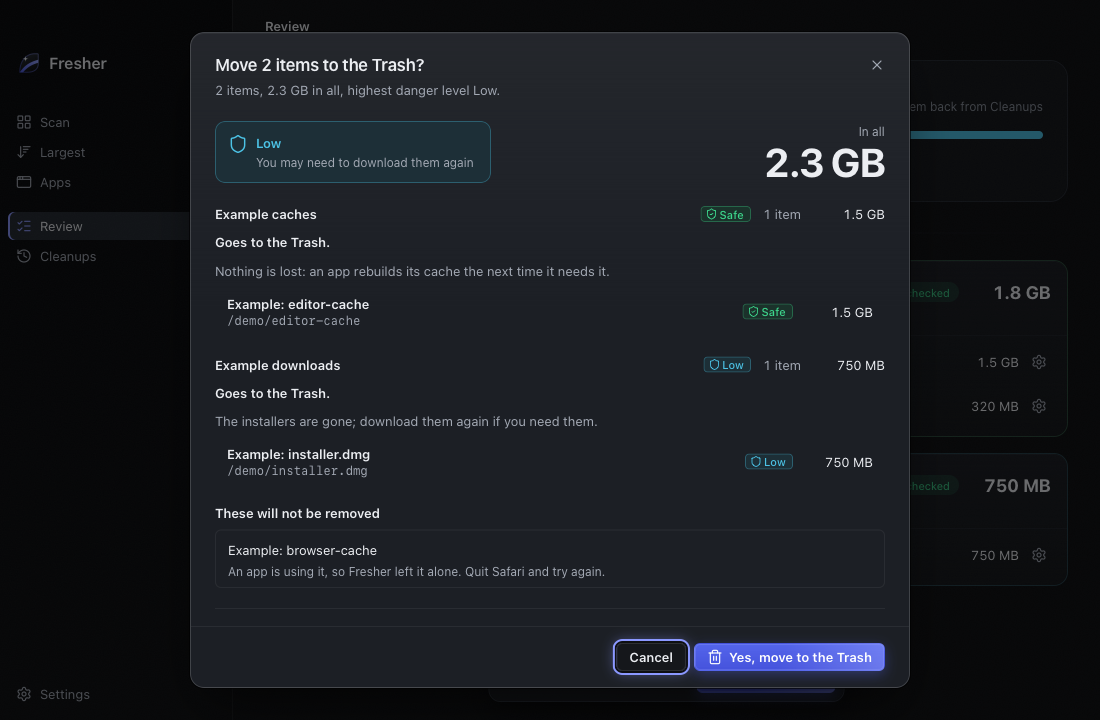 Review
Fresher
Scan
Largest
Apps
Review
Cleanups
Settings
Move 2 items to the Trash?
2 items, 2.3 GB in all, highest danger level Low.
Low
You may need to download them again
In all
2.3 GB
Example caches Safe 1 item 1.5 GB
Goes to the Trash.
Nothing is lost: an app rebuilds its cache the next time it needs it.
Example: editor-cache Safe 1.5 GB
/demo/editor-cache
Example downloads Low 1 item 750 MB
Goes to the Trash.
The installers are gone; download them again if you need them.
Example: installer.dmg Low 750 MB
/demo/installer.dmg
These will not be removed
Example: browser-cache
An app is using it, so Fresher left it alone. Quit Safari and try again.
Cancel Yes, move to the Trash
back from Cleanups
1.8 GB
1.5 GB
320 MB
750 MB
750 MB